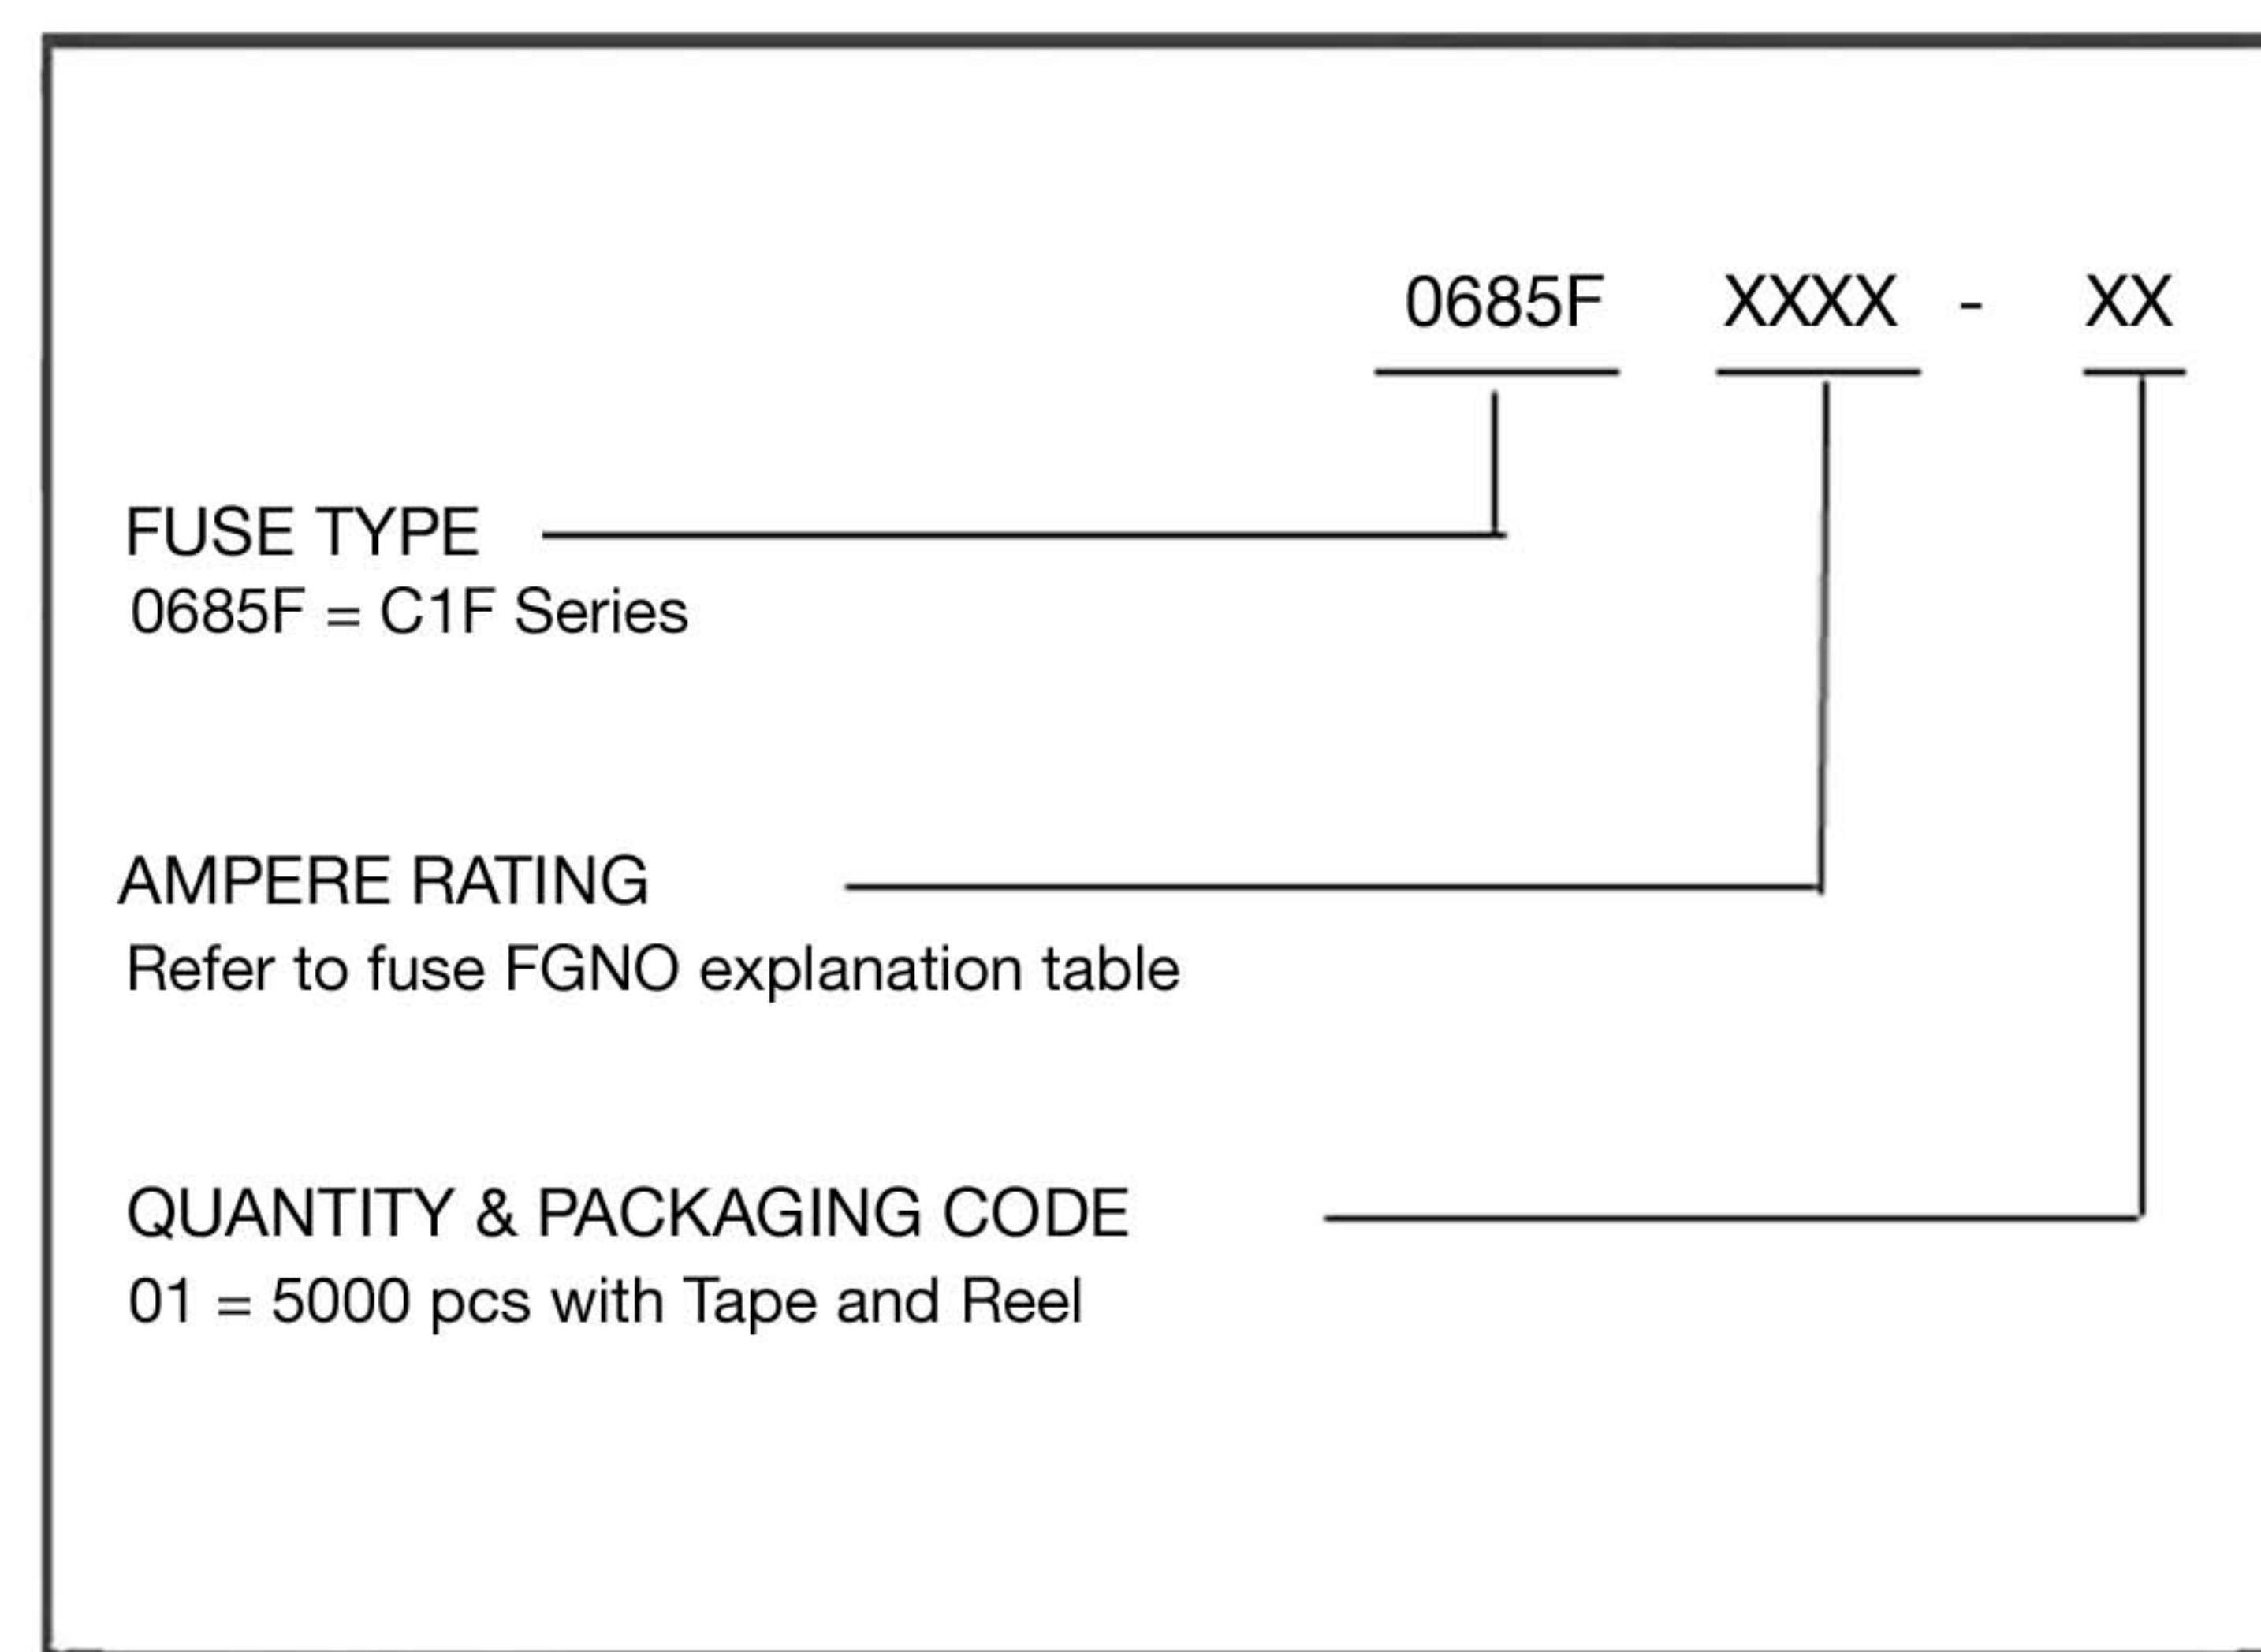 0685F XXXX - XX
FUSE TYPE
0685F = C1F Series
AMPERE RATING
Refer to fuse FGNO explanation table
QUANTITY & PACKAGING CODE
01 = 5000 pcs with Tape and Reel